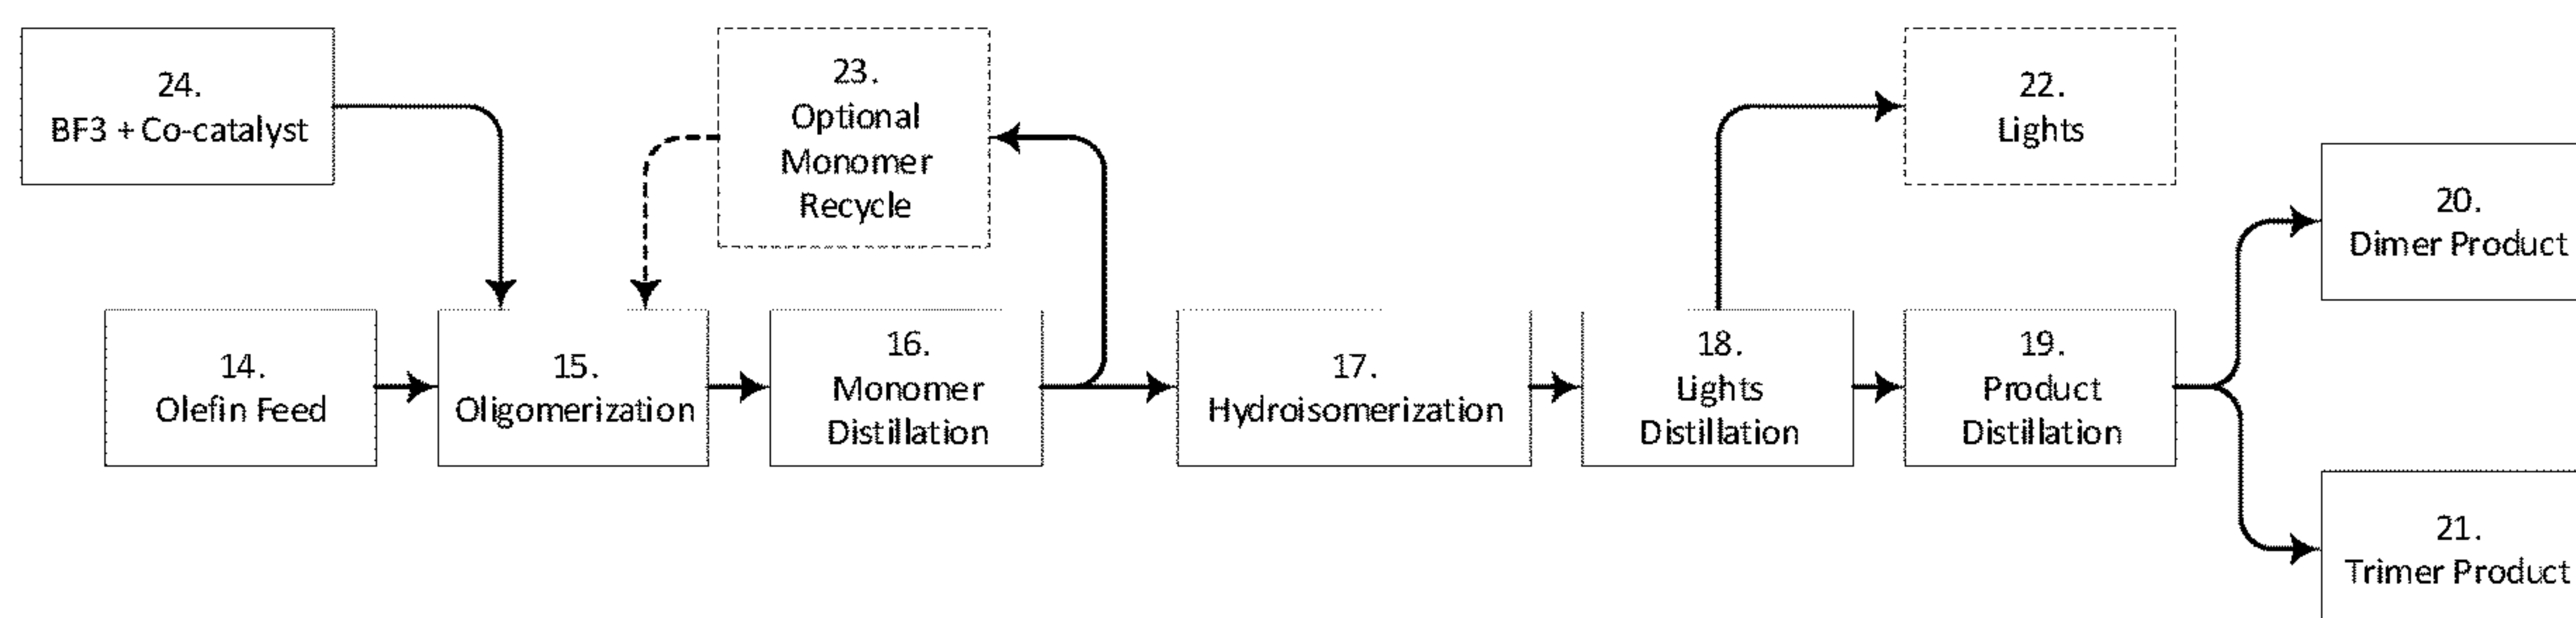 24.
BF3 + Co-catalyst
23.
Optional
Monomer
Recycle
22.
Lights
20.
Dimer Product
14.
Olefin Feed
15.
Oligomerization
16.
Monomer
Distillation
17.
Hydroisomerization
18.
Lights
Distillation
19.
Product
Distillation
21.
Trimer Product